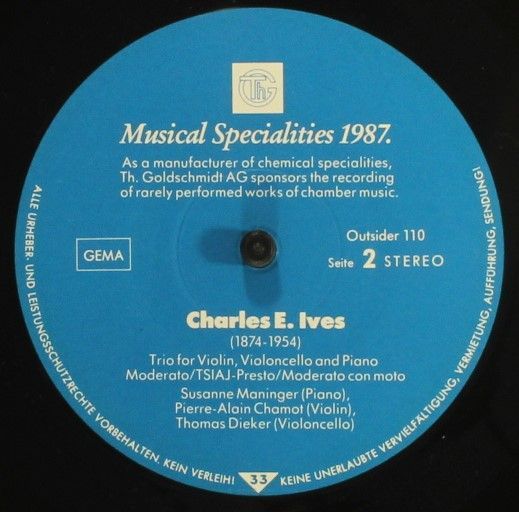 ThG
Musical Specialities 1987.
As a manufacturer of chemical specialities,
Th. Goldschmidt AG sponsors the recording
of rarely performed works of chamber music.
GEMA
Outsider 110
Seite 2 STEREO
Charles E. Ives
(1874-1954)
Trio for Violin, Violoncello and Piano
Moderato/TSIAJ-Presto/Moderato con moto
Susanne Maninger (Piano),
Pierre-Alain Chamot (Violin),
Thomas Dieker (Violoncello)
ALLE URHEBER- UND LEISTUNGSSCHUTZRECHTE VORBEHALTEN. KEIN VERLEIH! 33 KEINE UNERLAUBTE VERVIELFÄLTIGUNG, VERMIETUNG, AUFFÜHRUNG, SENDUNG!